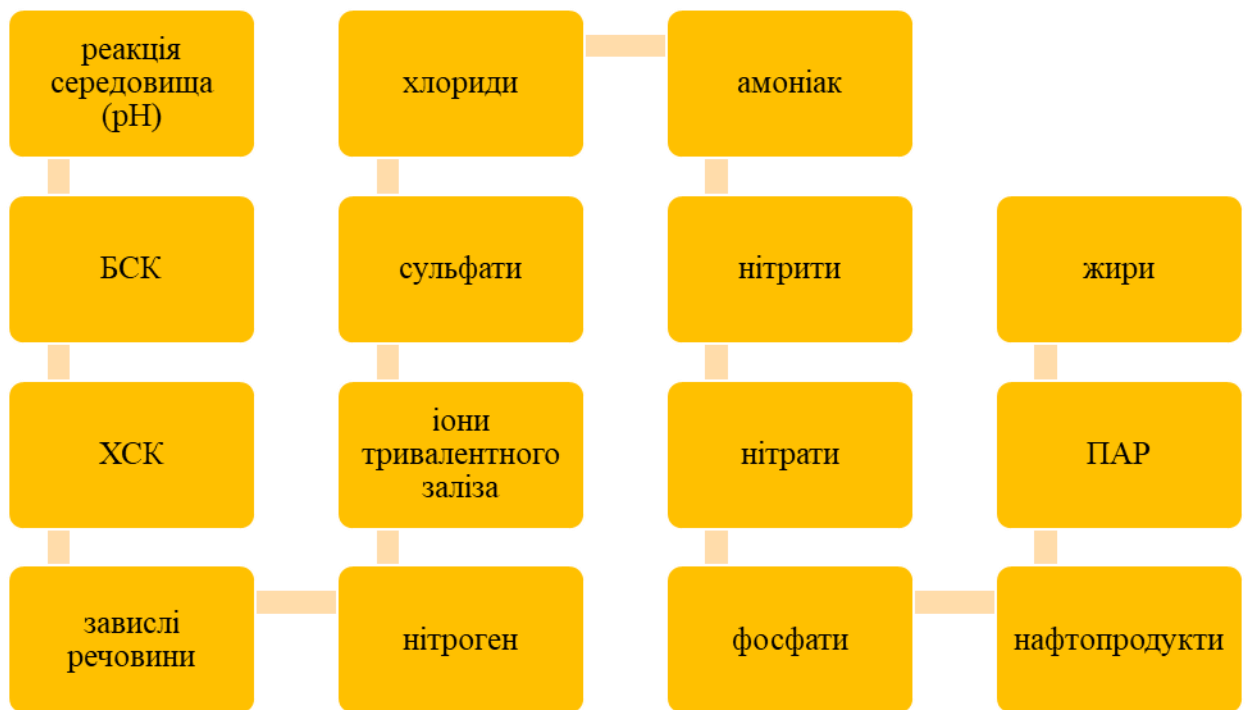 реакція
середовища
(pH)
БСК
ХСК
завислі
речовини
нітроген
іони
тривалентного
заліза
сульфати
хлориди
амоніак
нітрити
нітрати
фосфати
нафтопродукти
ПАР
жири